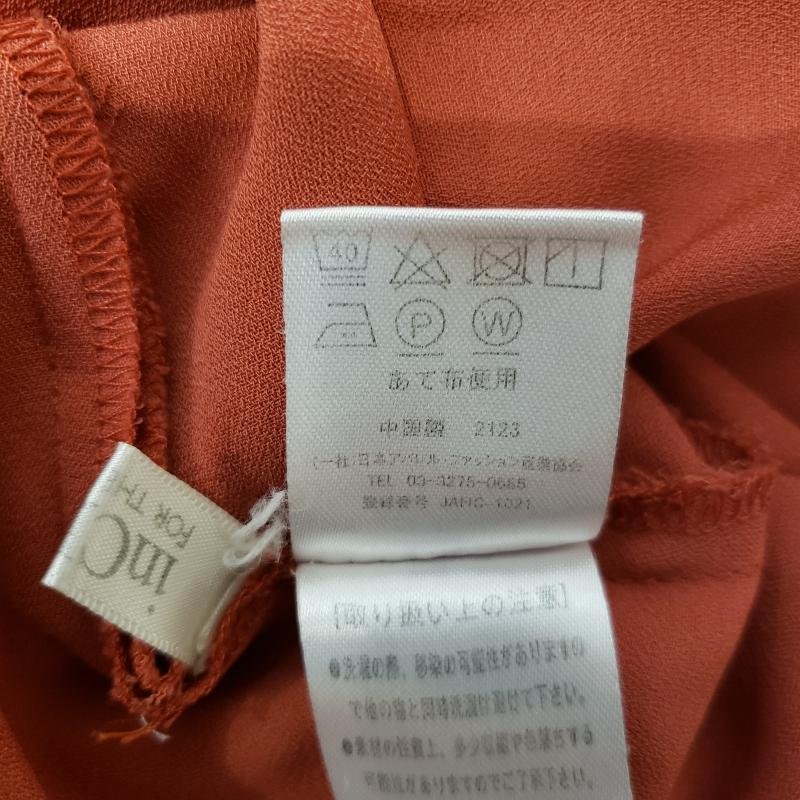 40
P
W
あて布使用
中国製 2123
(一社)日本アパレル・ファッション産業協会
TEL 03-3275-0685
登録番号 JAFIC-1021
inC
FOR TH
[取り扱い上の注意]
●洗濯の際、移染の可能性がありますの
で他の物と同時洗濯は避けて下さい。
●素材の性質上、多少収縮や色落ちする
可能性がありますのでご了承下さい。